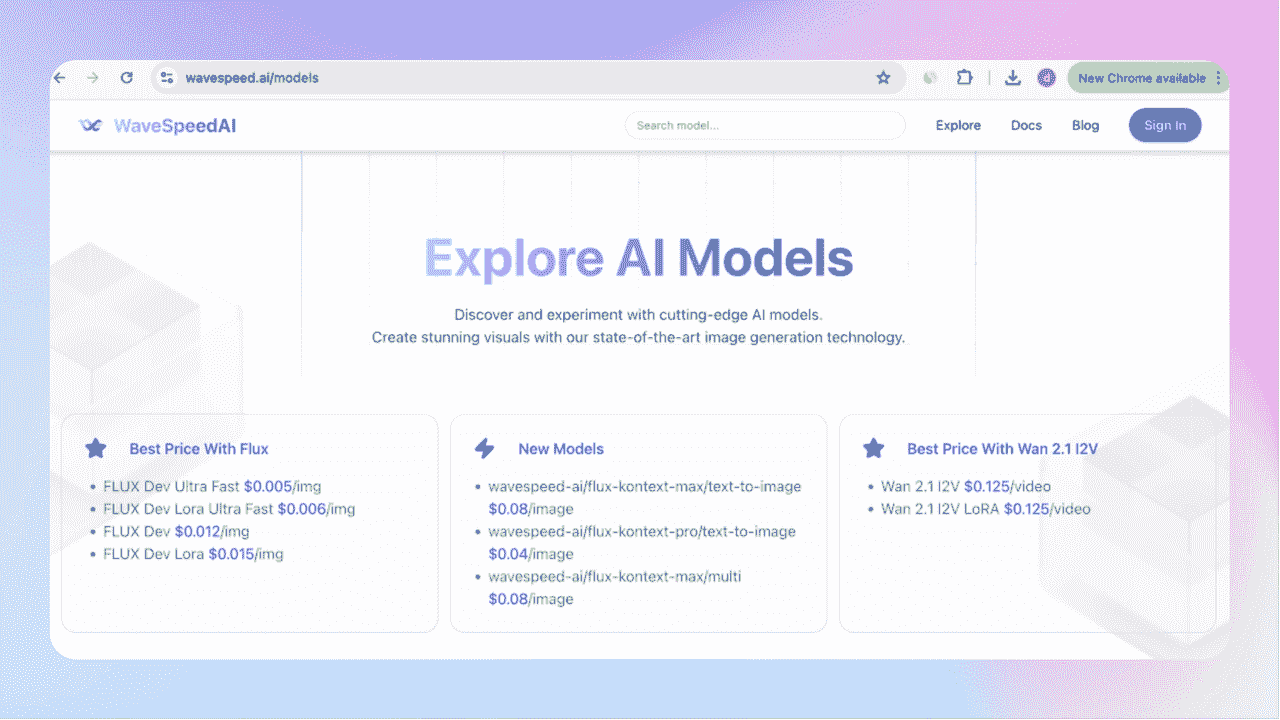 wavespeed.ai/models
New Chrome available
WaveSpeedAI
Search model...
Explore
Docs
Blog
Sign In
Explore AI Models
Discover and experiment with cutting-edge AI models.
Create stunning visuals with our state-of-the-art image generation technology.
Best Price With Flux
• FLUX Dev Ultra Fast $0.005/img
• FLUX Dev Lora Ultra Fast $0.006/img
• FLUX Dev $0.012/img
• FLUX Dev Lora $0.015/img
New Models
• wavespeed-ai/flux-kontext-max/text-to-image
$0.08/image
• wavespeed-ai/flux-kontext-pro/text-to-image
$0.04/image
• wavespeed-ai/flux-kontext-max/multi
$0.08/image
Best Price With Wan 2.1 I2V
• Wan 2.1 I2V $0.125/video
• Wan 2.1 I2V LoRA $0.125/video